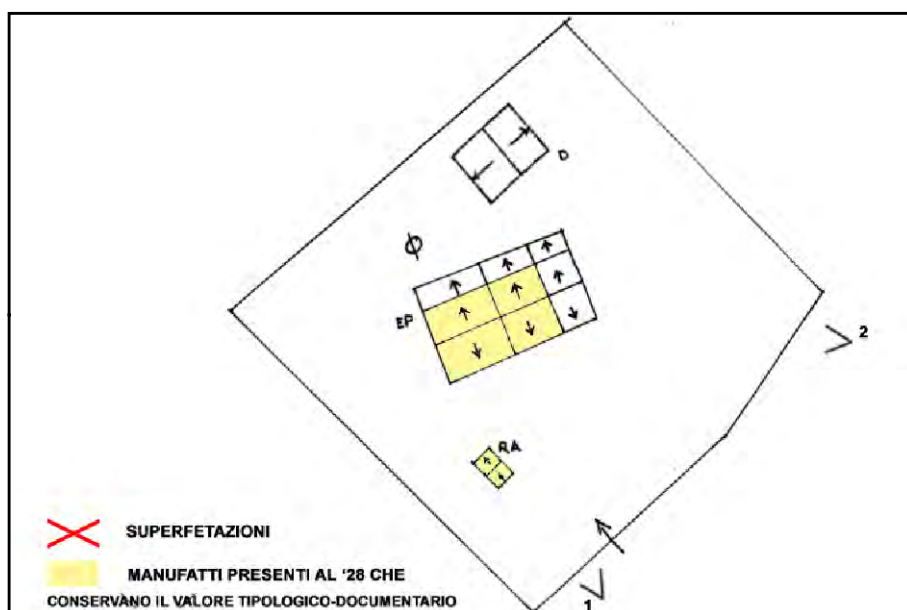 D
Φ
EP
2
RA
SUPERFETAZIONI
MANUFATTI PRESENTI AL '28 CHE
CONSERVANO IL VALORE TIPOLOGICO-DOCUMENTARIO
1